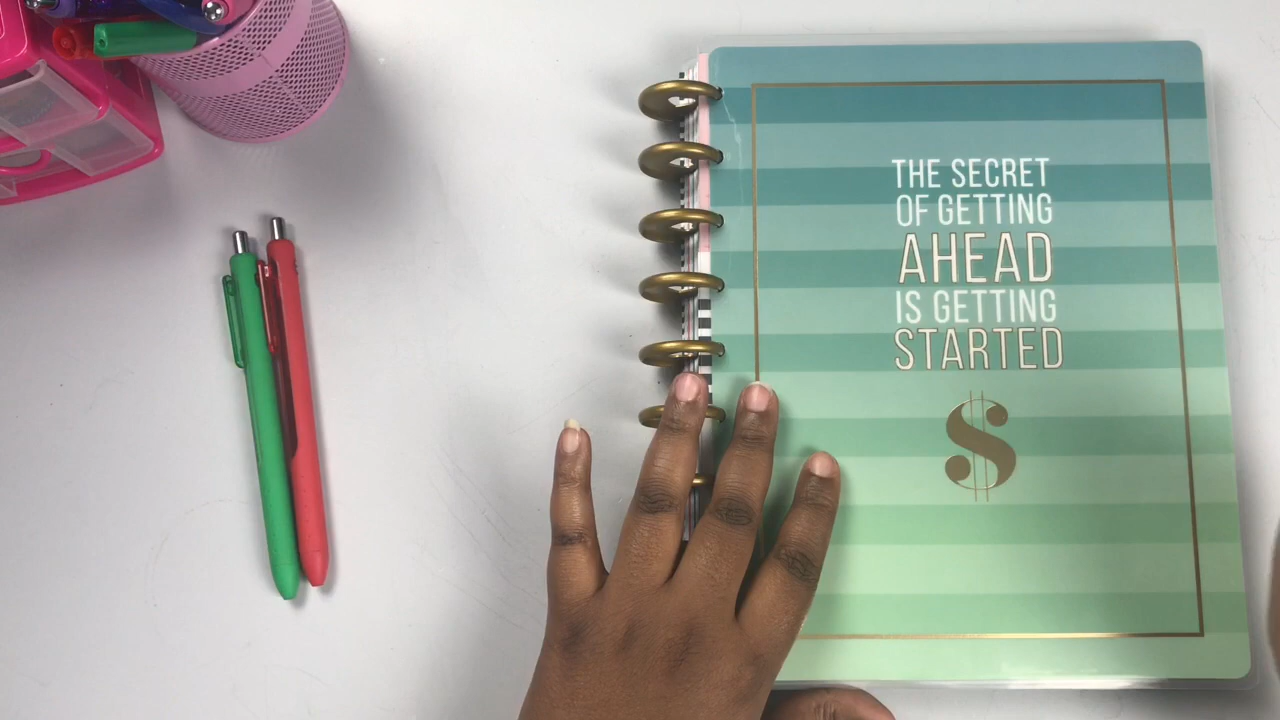 THE SECRET
OF GETTING
AHEAD
IS GETTING
STARTED
$